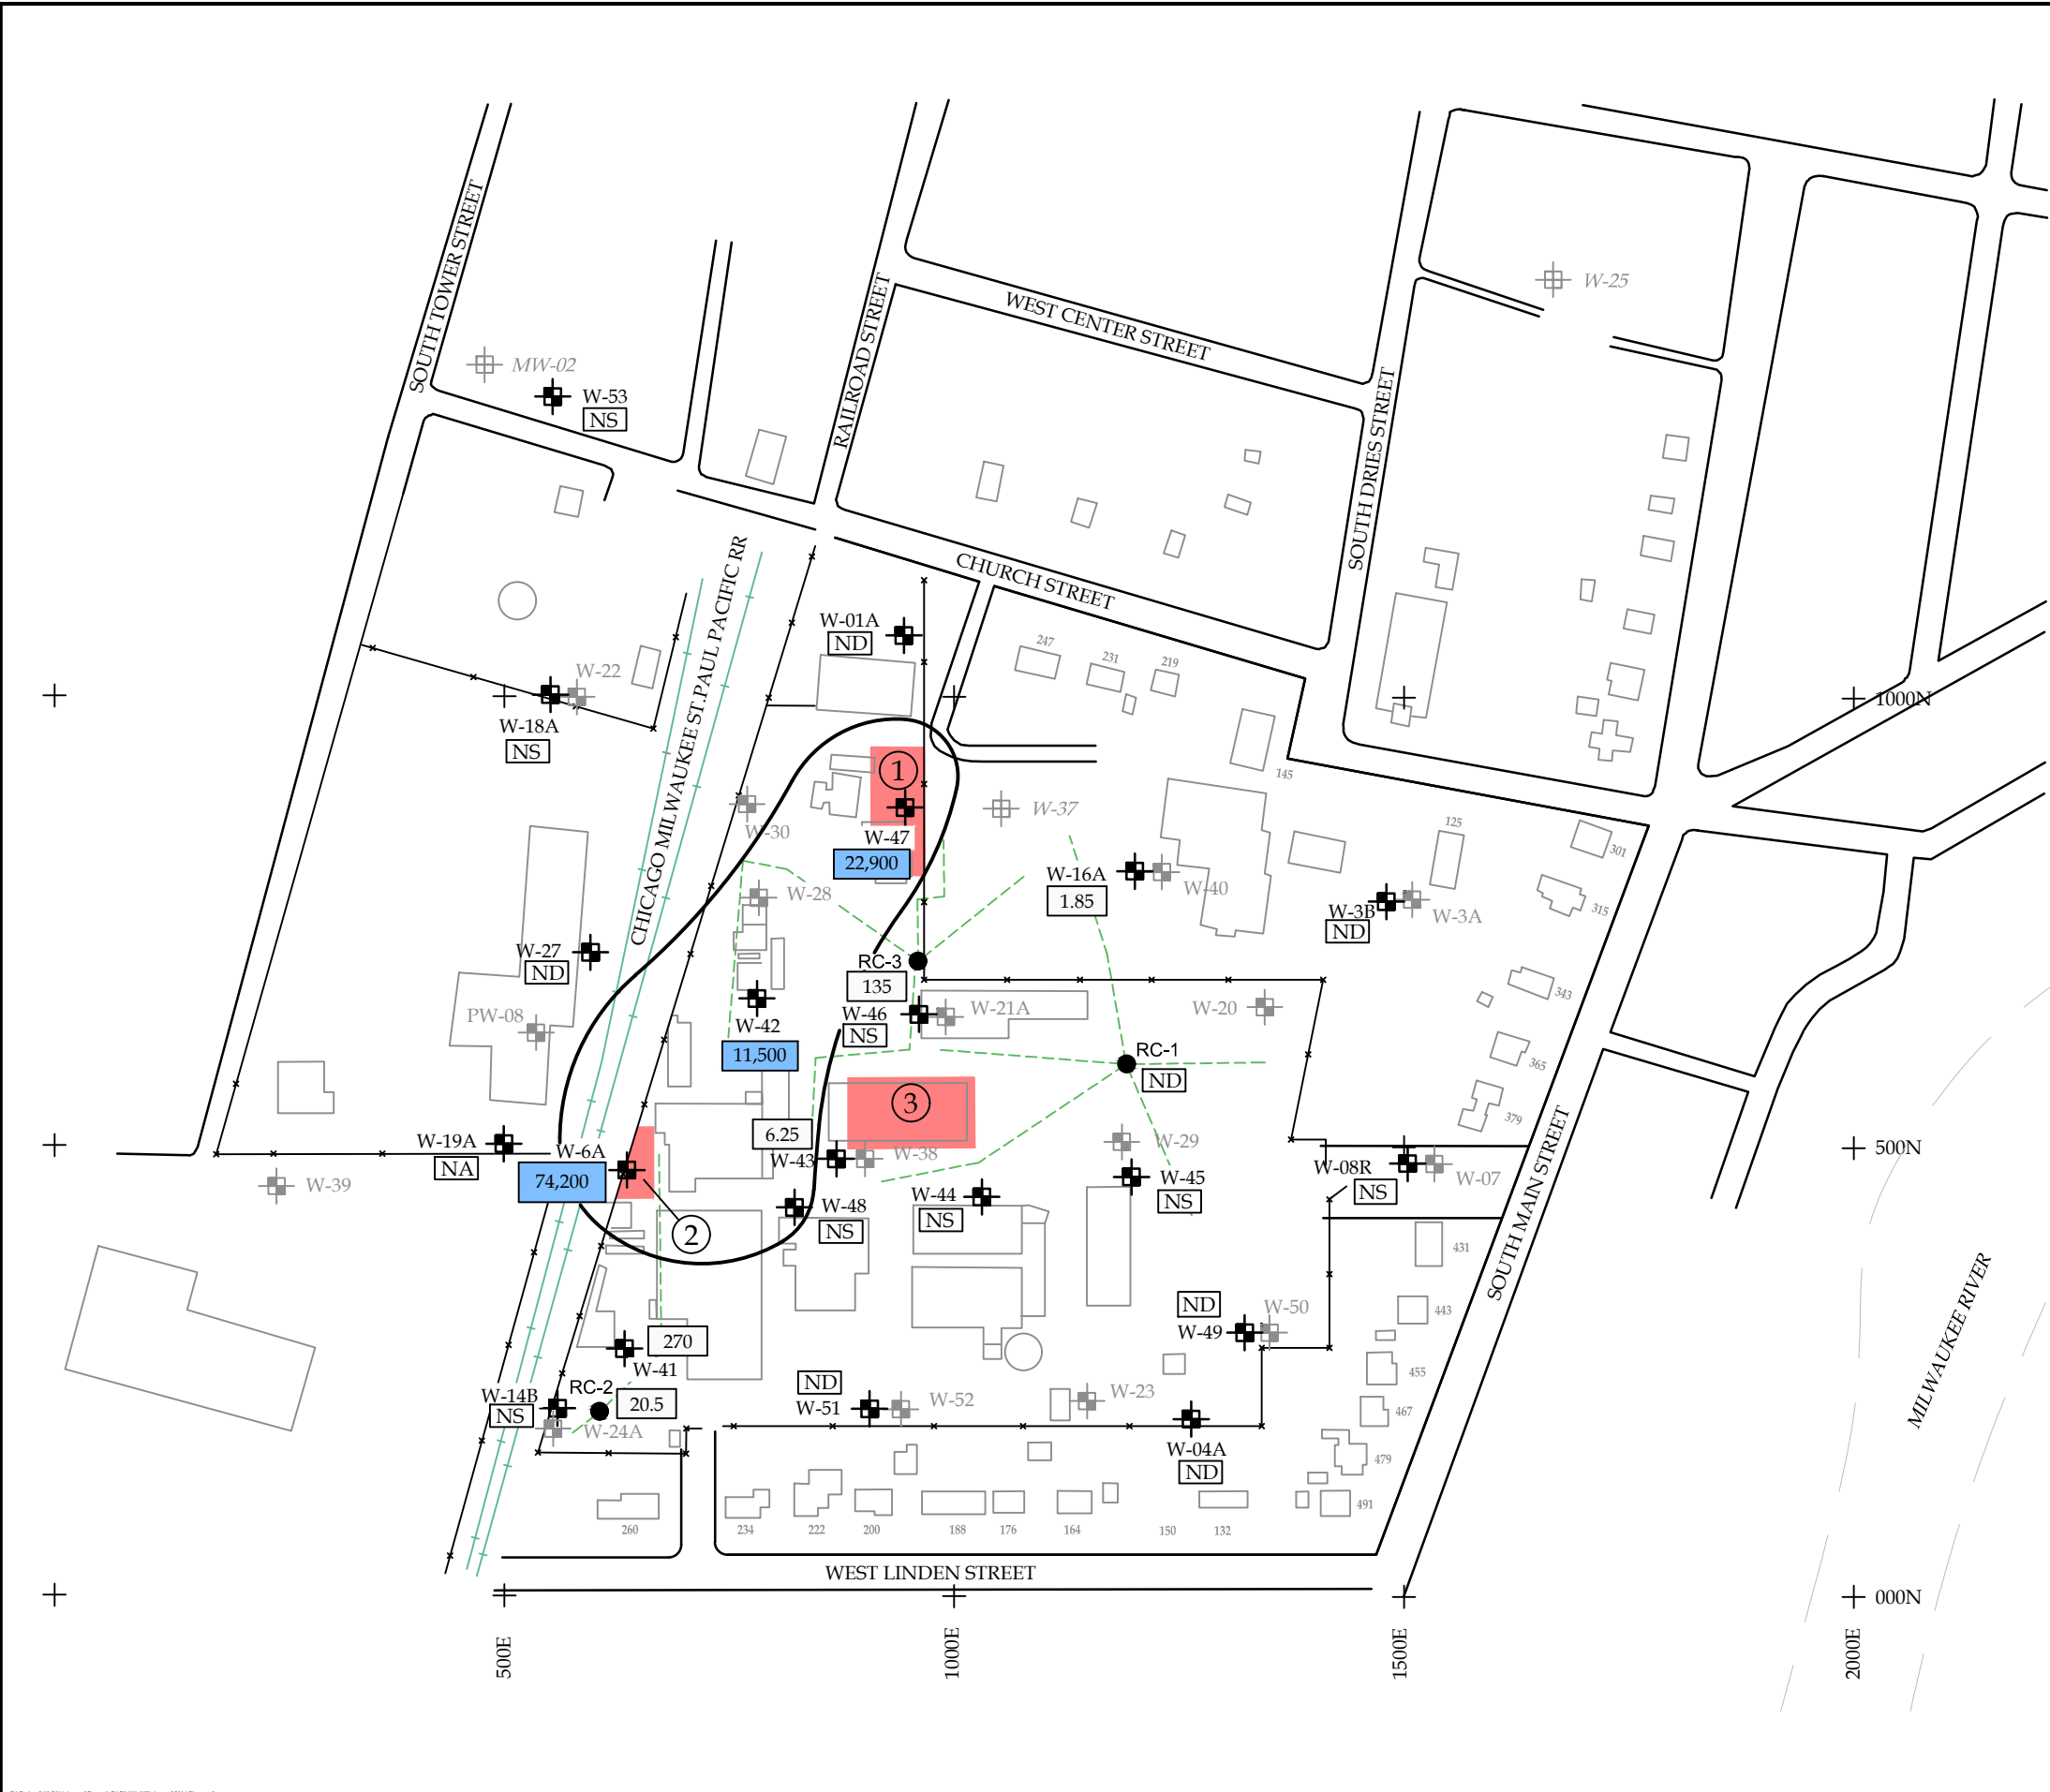 SOUTH TOWER STREET
RAILROAD STREET
WEST CENTER STREET
SOUTH DRIES STREET
W-25
MW-02
W-53
NS
CHICAGO MILWAUKEE ST.PAUL PACIFIC RR
CHURCH STREET
W-01A
ND
247
231
219
W-22
W-18A
NS
1000N
1
145
W-30
W-47
22,900
W-37
125
301
W-28
W-16A
1.85
W-40
W-3B
ND
W-3A
315
W-27
ND
RC-3
135
343
PW-08
W-42
11,500
W-46
NS
W-21A
W-20
RC-1
ND
365
3
379
6.25
W-19A
NA
W-6A
74,200
W-43
W-38
W-29
W-45
NS
500N
W-08R
NS
W-07
W-39
2
W-48
NS
W-44
NS
431
SOUTH MAIN STREET
MILWAUKEE RIVER
ND
W-49
W-50
443
270
W-41
455
W-14B
NS
RC-2
20.5
W-24A
ND
W-51
W-52
W-23
467
W-04A
ND
479
491
260
234
222
200
188
176
164
150
132
WEST LINDEN STREET
000N
500E
1000E
1500E
2000E